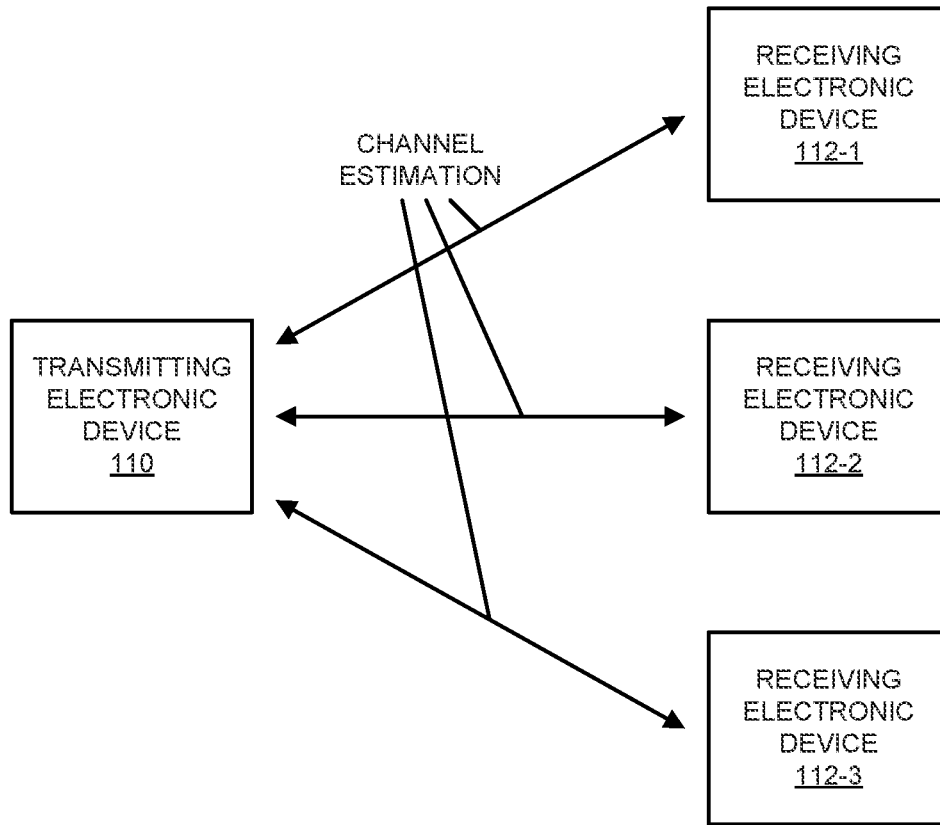 CHANNEL
ESTIMATION
TRANSMITTING
ELECTRONIC
DEVICE
110
RECEIVING
ELECTRONIC
DEVICE
112-1
RECEIVING
ELECTRONIC
DEVICE
112-2
RECEIVING
ELECTRONIC
DEVICE
112-3